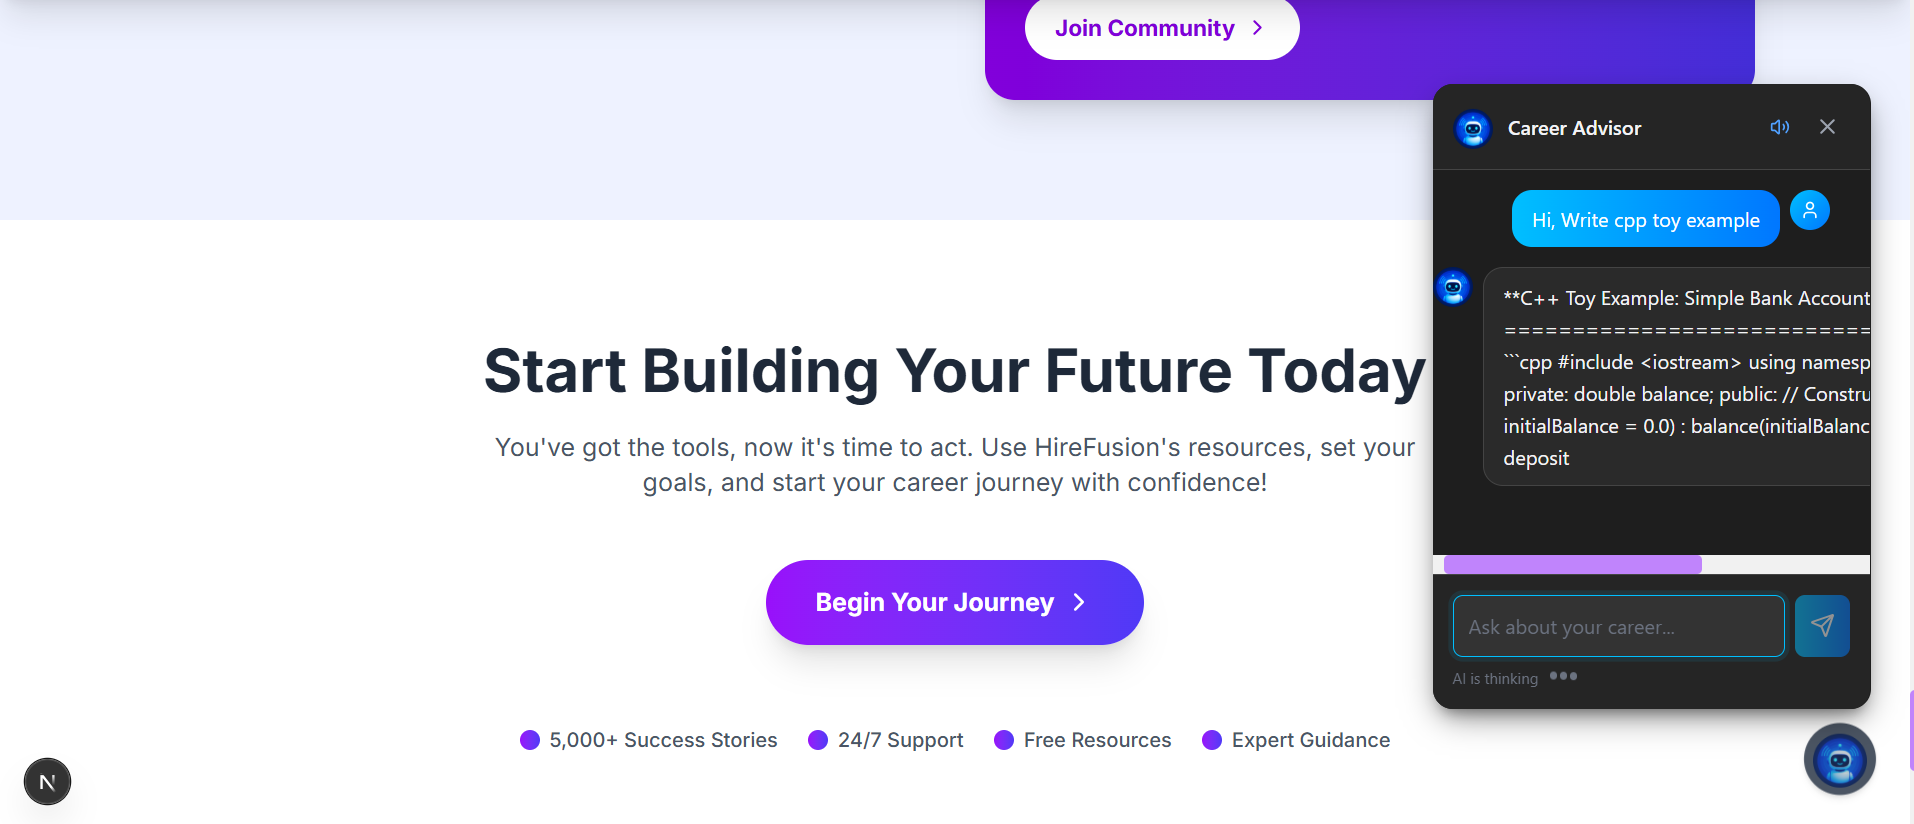 Join Community
Career Advisor
Hi, Write cpp toy example
**C++ Toy Example: Simple Bank Account
===========================
```cpp #include <iostream> using namesp
private: double balance; public: // Constru
initialBalance = 0.0) : balance(initialBalanc
deposit
Start Building Your Future Today
You've got the tools, now it's time to act. Use HireFusion's resources, set your
goals, and start your career journey with confidence!
Begin Your Journey
Ask about your career...
AI is thinking
5,000+ Success Stories
24/7 Support
Free Resources
Expert Guidance
N